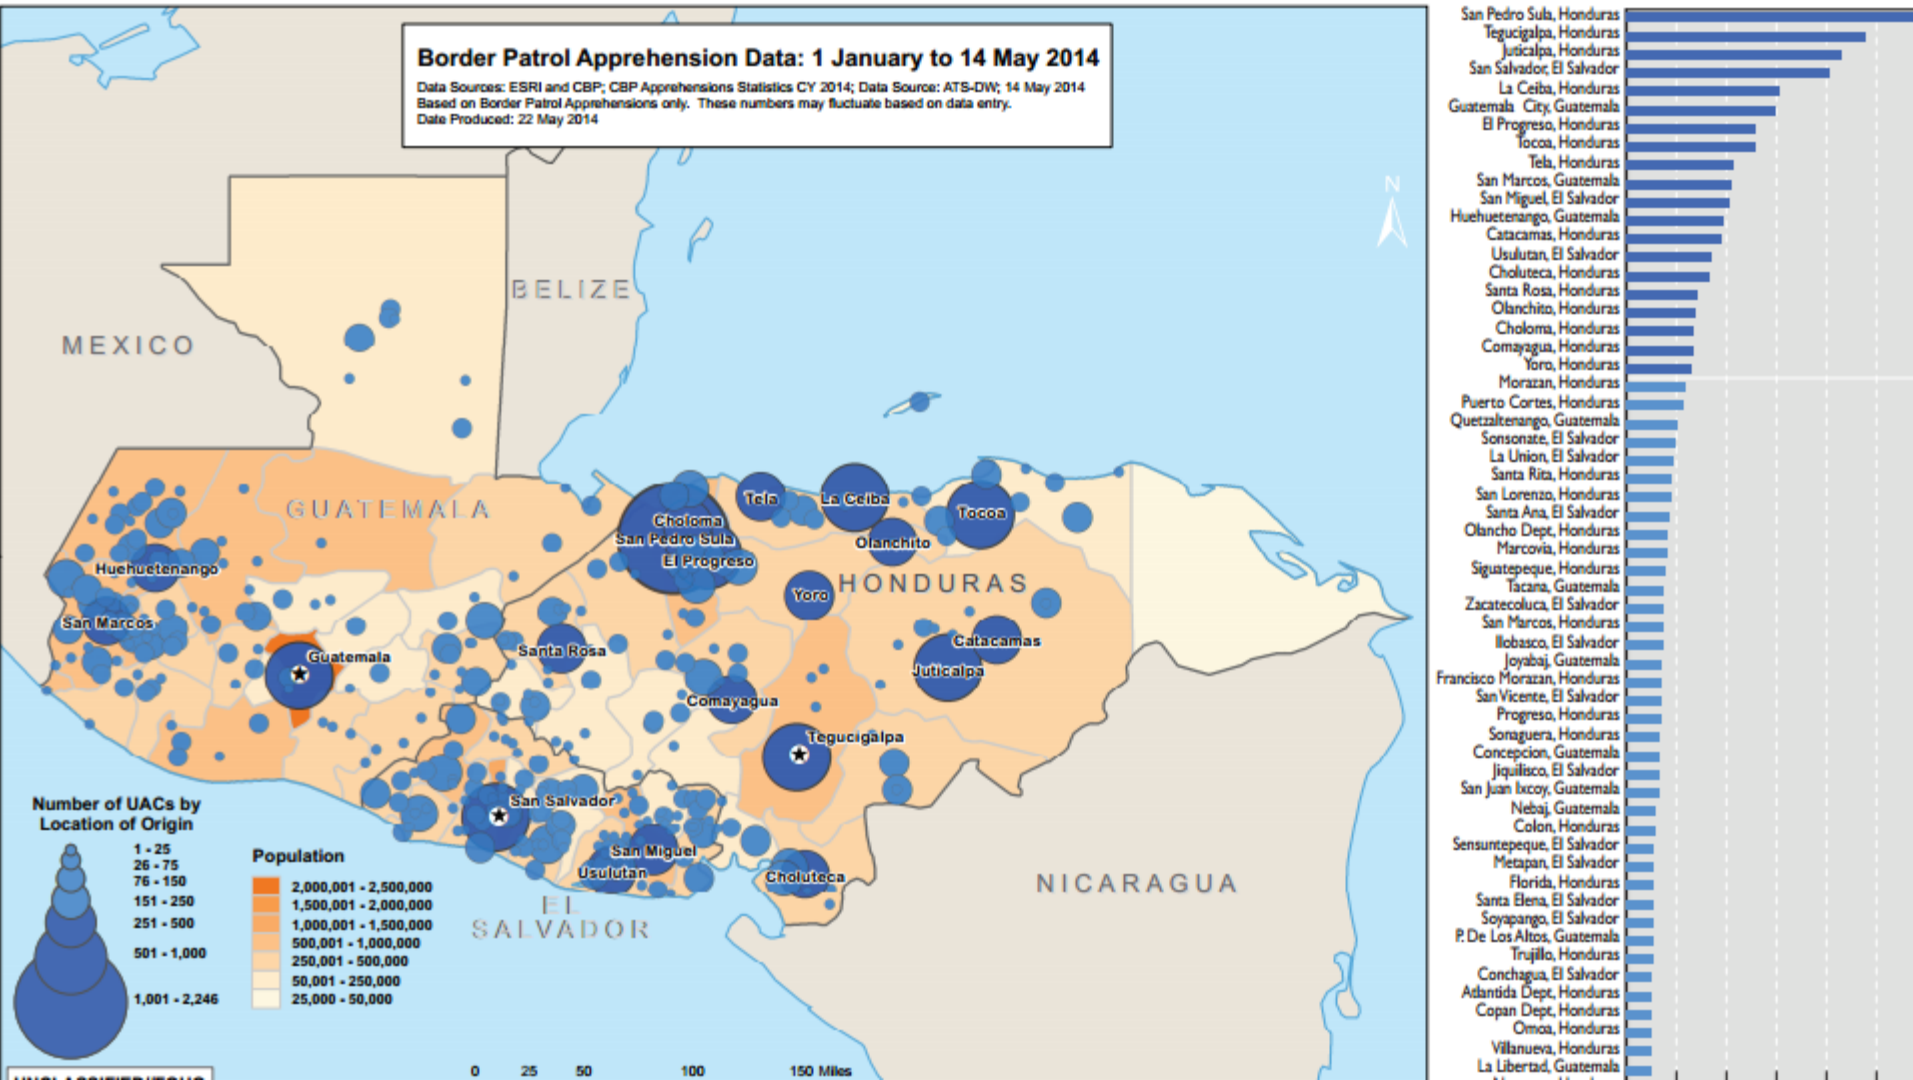 Border Patrol Apprehension Data: 1 January to 14 May 2014
Data Sources: ESRI and CBP; CBP Apprehensions Statistics CY 2014; Data Source: ATS-DW; 14 May 2014
Based on Border Patrol Apprehensions only. These numbers may fluctuate based on data entry.
Date Produced: 22 May 2014
N
BELIZE
MEXICO
GUATEMALA
HONDURAS
NICARAGUA
EL
SALVADOR
Tela
La Ceiba
Tocoa
Choloma
San Pedro Sula
El Progreso
Olanchito
Yoro
Huehuetenango
San Marcos
Guatemala
Santa Rosa
Catacamas
Juticalpa
Comayagua
Tegucigalpa
San Salvador
San Miguel
Usulutan
Choluteca
Number of UACs by
Location of Origin
1 - 25
26 - 75
76 - 150
151 - 250
251 - 500
501 - 1,000
1,001 - 2,246
Population
2,000,001 - 2,500,000
1,500,001 - 2,000,000
1,000,001 - 1,500,000
500,001 - 1,000,000
250,001 - 500,000
50,001 - 250,000
25,000 - 50,000
0 25 50 100 150 Miles
San Pedro Sula, Honduras
Tegucigalpa, Honduras
Juticalpa, Honduras
San Salvador, El Salvador
La Ceiba, Honduras
Guatemala City, Guatemala
El Progreso, Honduras
Tocoa, Honduras
Tela, Honduras
San Marcos, Guatemala
San Miguel, El Salvador
Huehuetenango, Guatemala
Catacamas, Honduras
Usulutan, El Salvador
Choluteca, Honduras
Santa Rosa, Honduras
Olanchito, Honduras
Choloma, Honduras
Comayagua, Honduras
Yoro, Honduras
Morazan, Honduras
Puerto Cortes, Honduras
Quetzaltenango, Guatemala
Sonsonate, El Salvador
La Union, El Salvador
Santa Rita, Honduras
San Lorenzo, Honduras
Santa Ana, El Salvador
Olancho Dept, Honduras
Marcovia, Honduras
Siguatepeque, Honduras
Tacana, Guatemala
Zacatecoluca, El Salvador
San Marcos, Honduras
Ilobasco, El Salvador
Joyabaj, Guatemala
Francisco Morazan, Honduras
San Vicente, El Salvador
Progreso, Honduras
Sonaguera, Honduras
Concepcion, Guatemala
Jiquilisco, El Salvador
San Juan Ixcoy, Guatemala
Nebaj, Guatemala
Colon, Honduras
Sensuntepeque, El Salvador
Metapan, El Salvador
Florida, Honduras
Santa Elena, El Salvador
Soyapango, El Salvador
P. De Los Altos, Guatemala
Trujillo, Honduras
Conchagua, El Salvador
Atlantida Dept, Honduras
Copan Dept, Honduras
Omoa, Honduras
Villanueva, Honduras
La Libertad, Guatemala